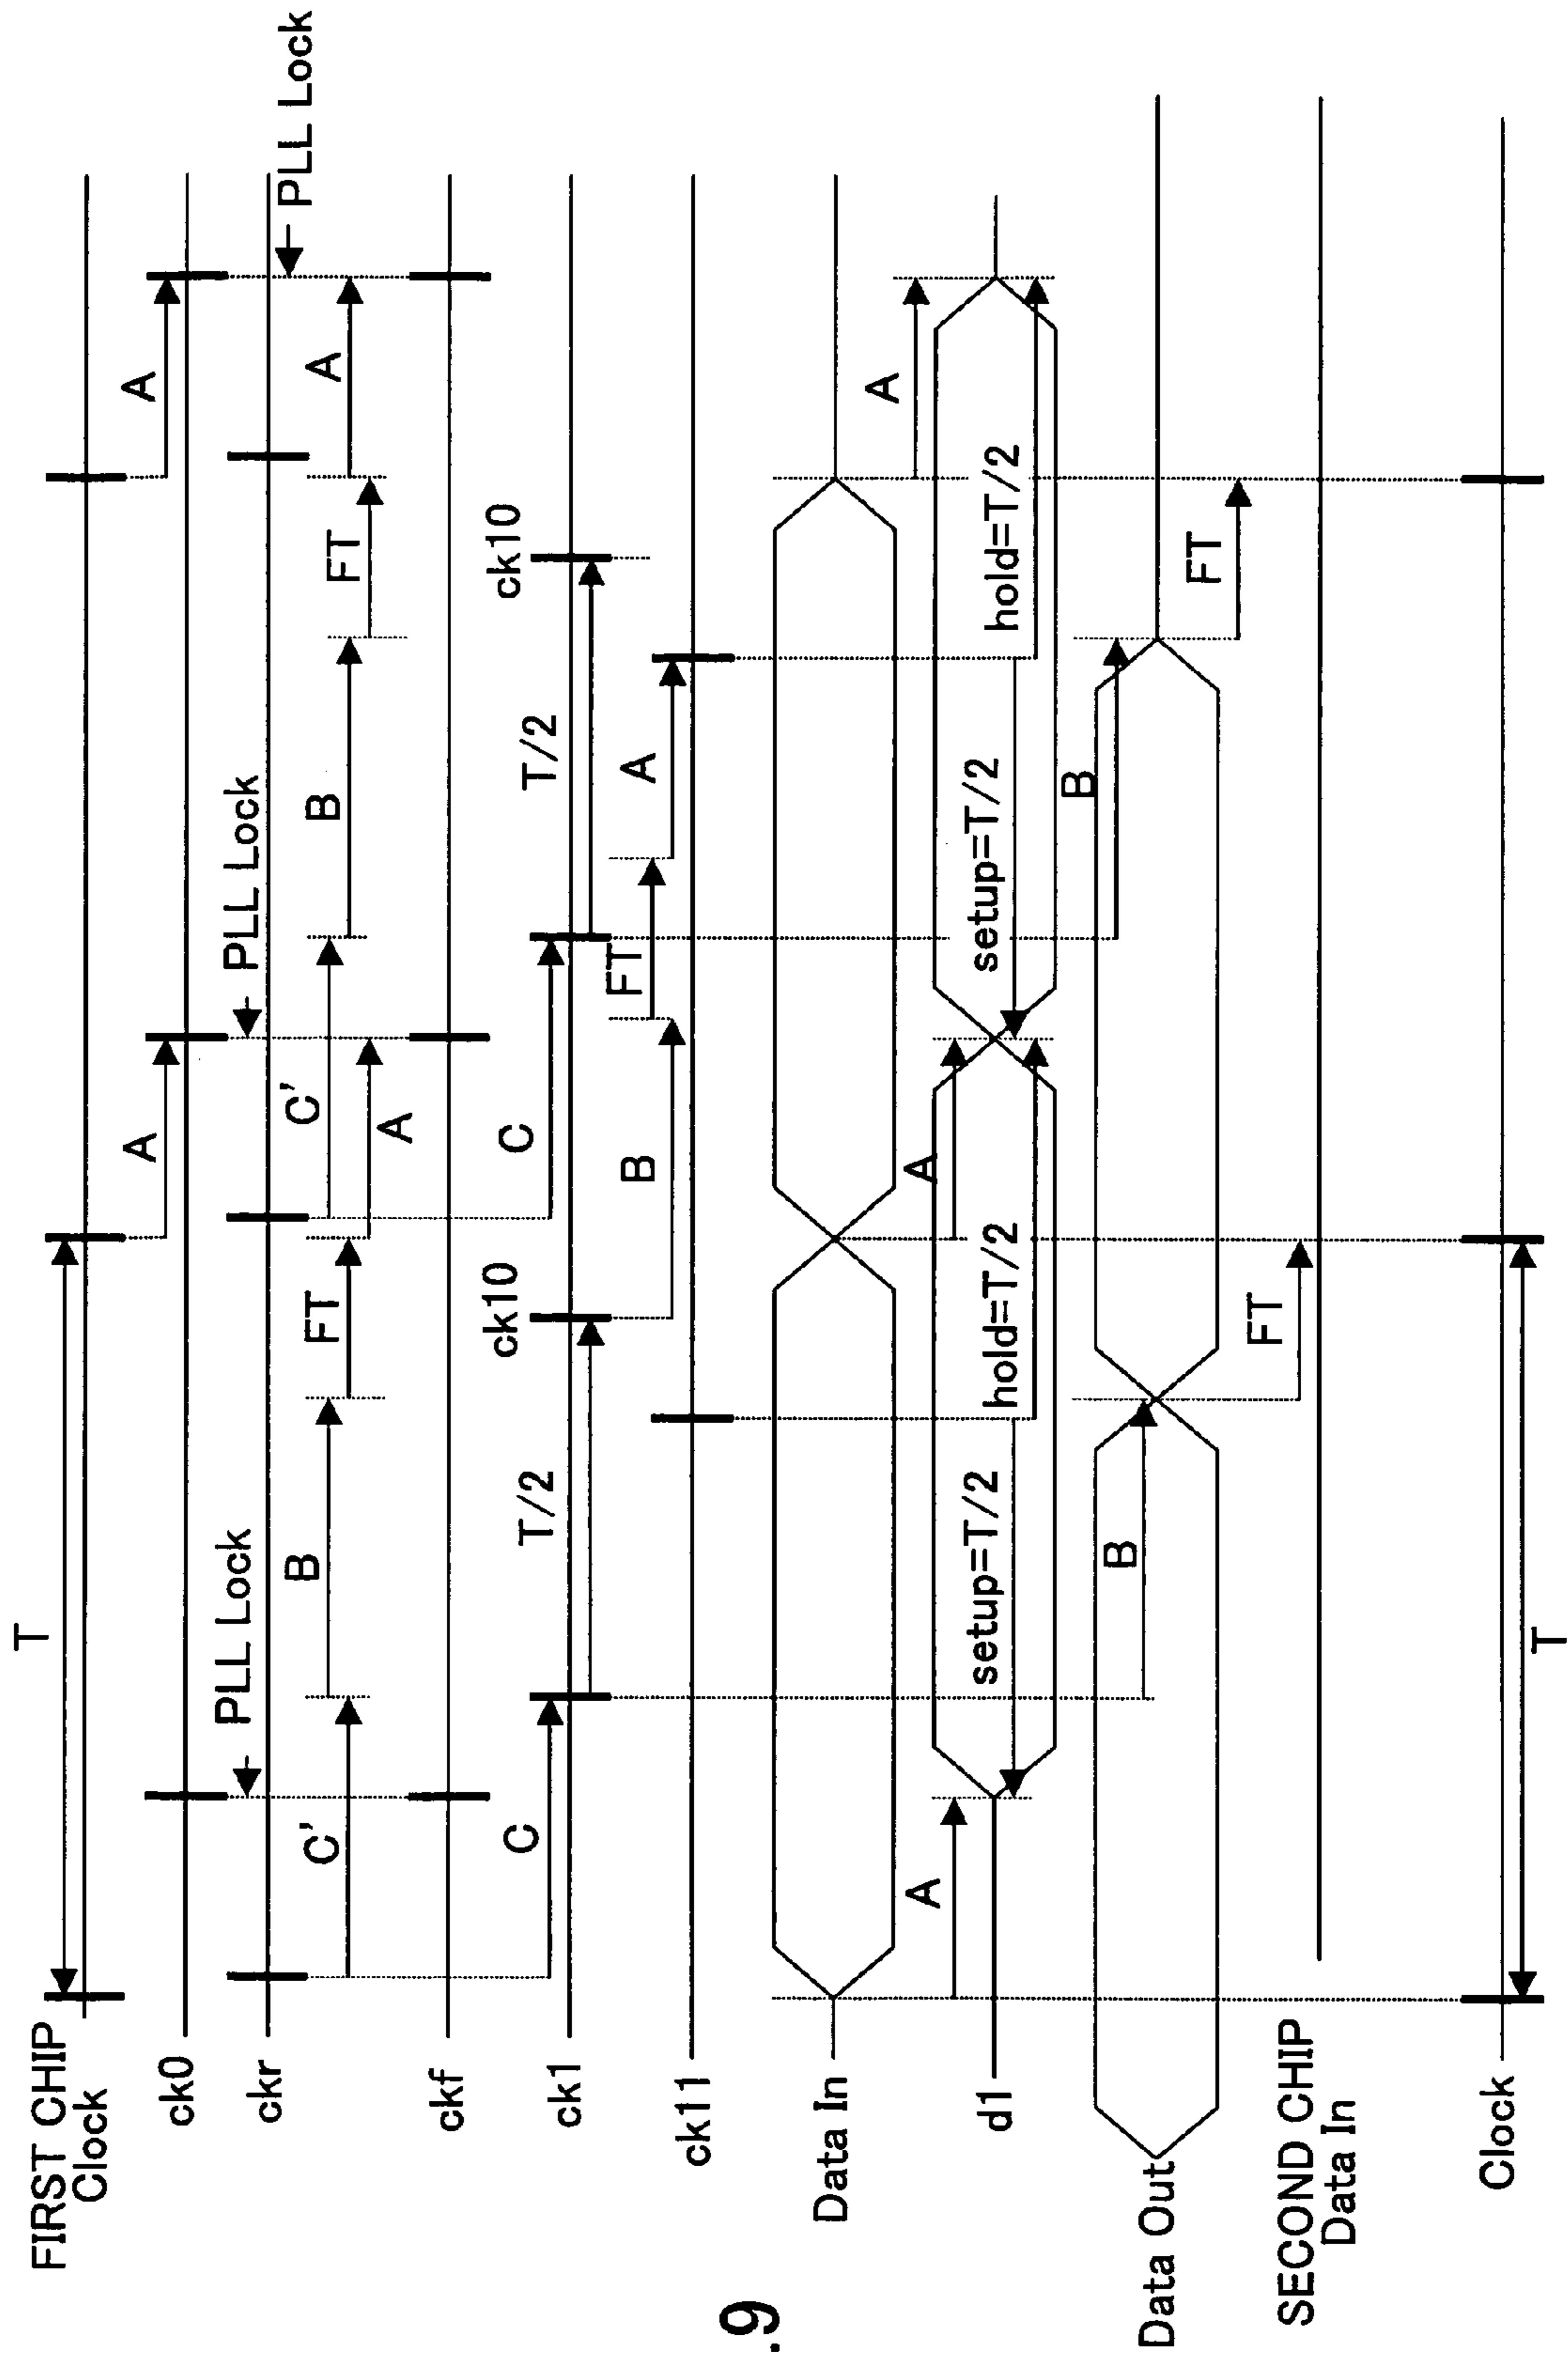 T
FIRST CHIP
Clock
A
A
ck0
PLL Lock
PLL Lock
PLL Lock
ckr
C'
B
FT
C'
A
B
FT
A
ckf
C
T/2
ck10
C
T/2
ck10
ck1
B
FT
A
ck11
Data In
A
A
A
d1
setup=T/2
hold=T/2
setup=T/2
hold=T/2
B
B
Data Out
FT
FT
SECOND CHIP
Data In
Clock
T
.9